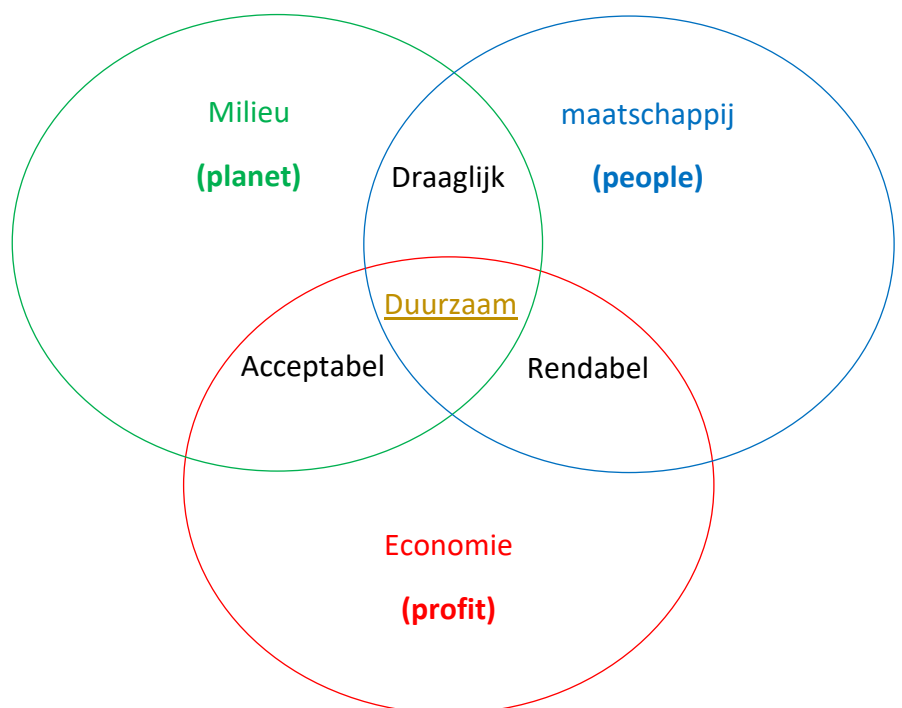 Milieu
(planet)
maatschappij
(people)
Draaglijk
Duurzaam
Acceptabel
Rendabel
Economie
(profit)